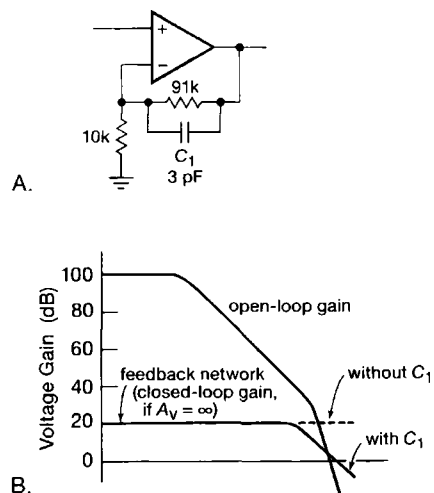 +
−
91k
10k
C₁
3 pF
A.
Voltage Gain (dB)
100
80
60
40
20
0
open-loop gain
feedback network
(closed-loop gain,
if Aᵥ = ∞)
without C₁
with C₁
B.